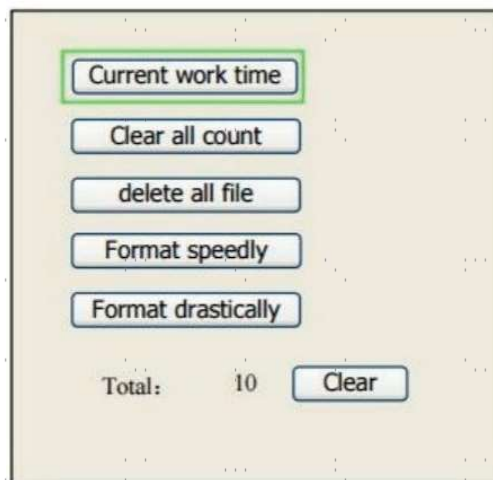 Current work time
Clear all count
delete all file
Format speedly
Format drastically
Total: 10 Clear